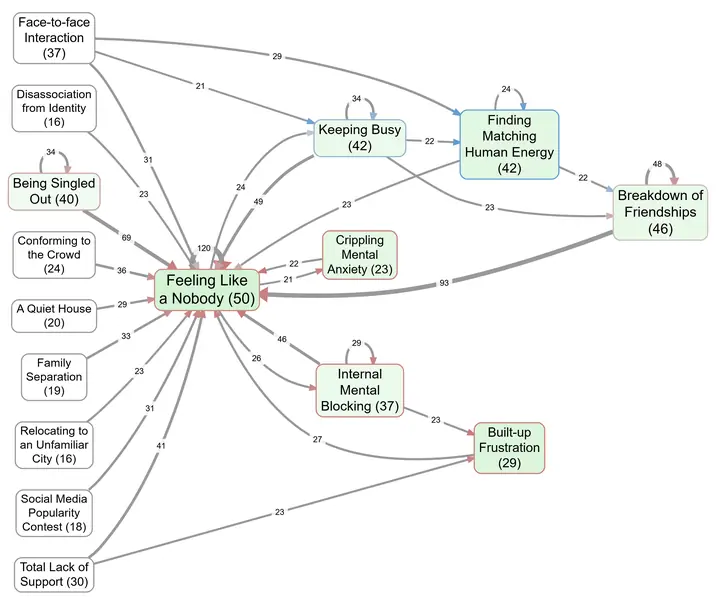 Face-to-face
Interaction
(37)
29
21
Disassociation
from Identity
(16)
34
Keeping Busy
(42)
24
Finding
Matching
Human Energy
(42)
22
22
31
23
34
Being Singled
Out (40)
24
49
23
23
48
Breakdown of
Friendships
(46)
69
Conforming to
the Crowd
(24)
36
120
Feeling Like
a Nobody (50)
22
21
Crippling
Mental
Anxiety (23)
93
A Quiet House
(20)
29
33
46
26
Family
Separation
(19)
23
29
Internal
Mental
Blocking (37)
23
31
Relocating to
an Unfamiliar
City (16)
41
27
Built-up
Frustration
(29)
Social Media
Popularity
Contest (18)
23
Total Lack of
Support (30)